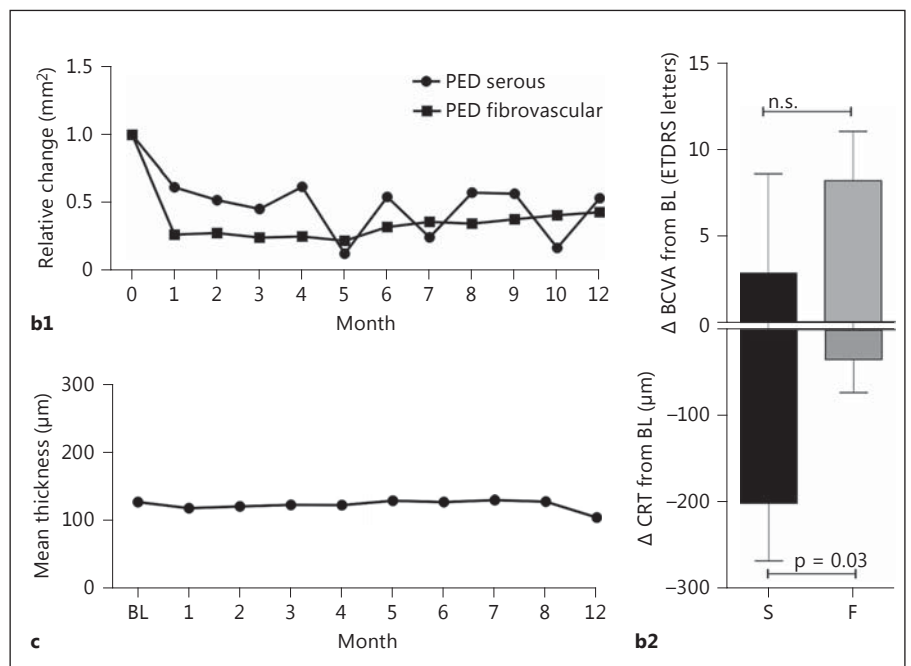 1.5
1.0
0.5
0
Relative change (mm²)
PED serous
PED fibrovascular
0 1 2 3 4 5 6 7 8 9 10 12
Month
b1
300
200
100
0
Mean thickness (µm)
BL 1 2 3 4 5 6 7 8 12
Month
c
15
10
5
0
Δ BCVA from BL (ETDRS letters)
n.s.
−100
−200
−300
Δ CRT from BL (µm)
p = 0.03
S F
b2